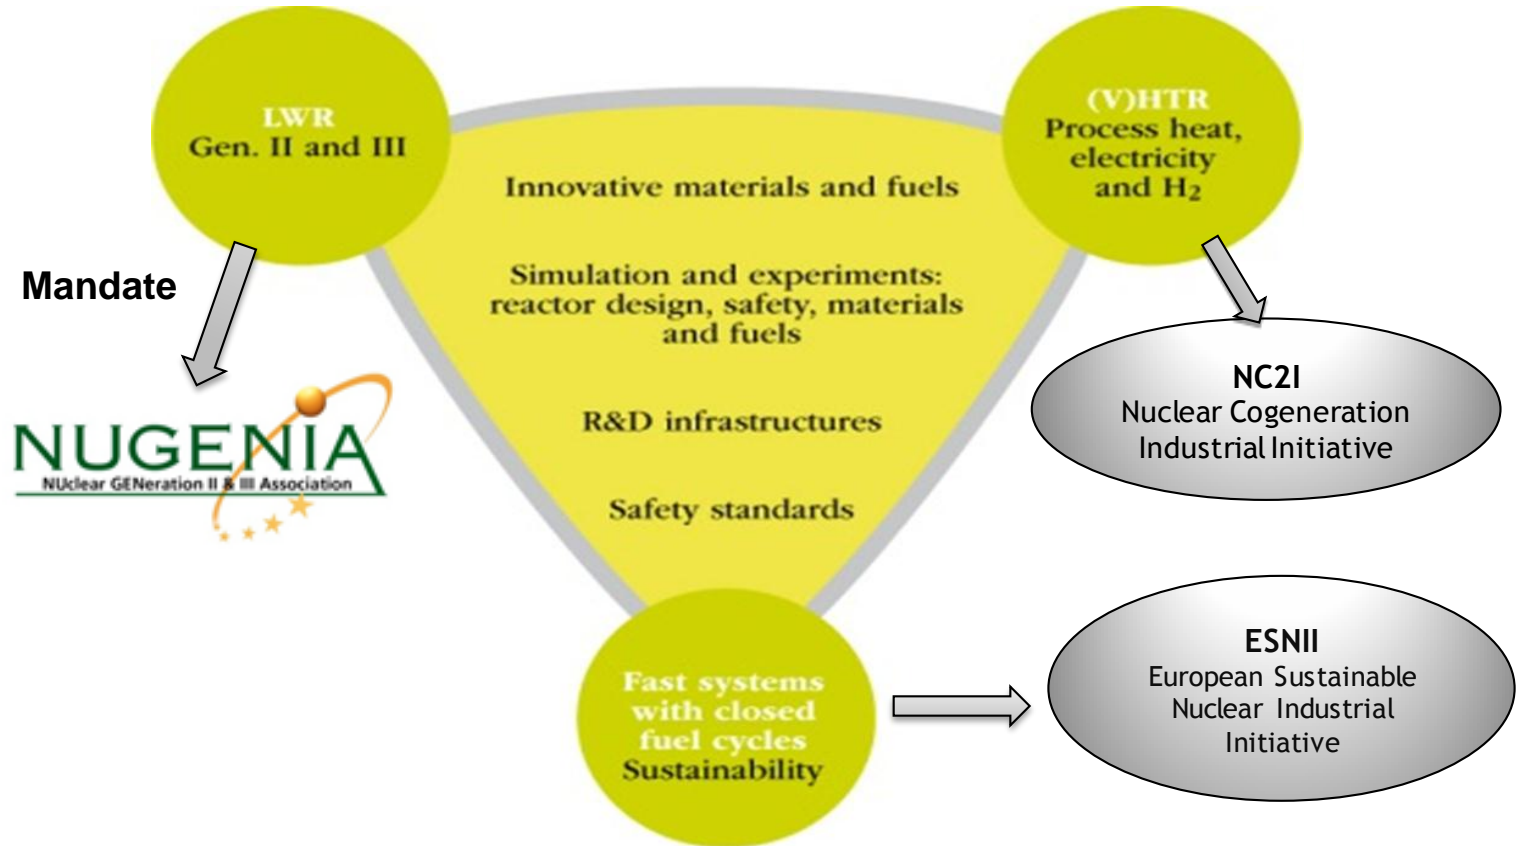 LWR
Gen. II and III
(V)HTR
Process heat,
electricity
and H₂
Innovative materials and fuels
Simulation and experiments:
reactor design, safety, materials
and fuels
R&D infrastructures
Safety standards
Mandate
NUGENIA
NUclear GENeration II & III Association
NC2I
Nuclear Cogeneration
Industrial Initiative
Fast systems
with closed
fuel cycles
Sustainability
ESNII
European Sustainable
Nuclear Industrial
Initiative